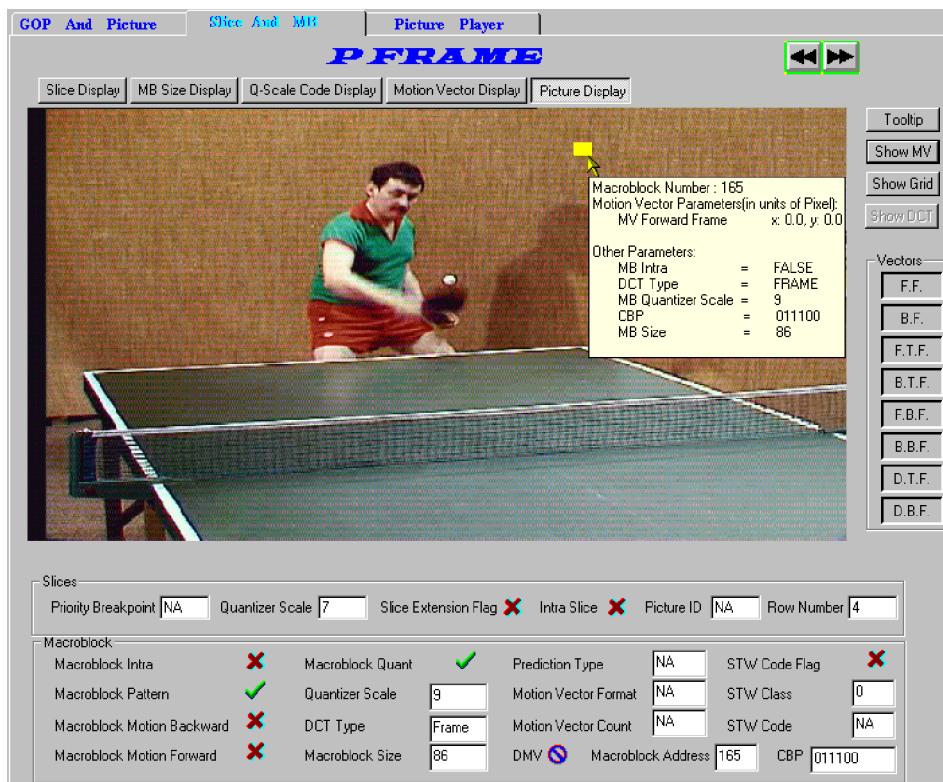 GOP And Picture Slice And MB Picture Player
P FRAME
Slice Display MB Size Display Q-Scale Code Display Motion Vector Display Picture Display
Tooltip
Show MV
Show Grid
Show DCT
Macroblock Number : 165
Motion Vector Parameters(in units of Pixel):
MV Forward Frame x: 0.0, y: 0.0
Other Parameters:
MB Intra = FALSE
DCT Type = FRAME
MB Quantizer Scale = 9
CBP = 011100
MB Size = 86
Vectors
F.F.
B.F.
F.T.F.
B.T.F.
F.B.F.
B.B.F.
D.T.F.
D.B.F.
Slices
Priority Breakpoint NA Quantizer Scale 7 Slice Extension Flag Intra Slice Picture ID NA Row Number 4
Macroblock
Macroblock Intra Macroblock Quant Prediction Type NA STW Code Flag
Macroblock Pattern Quantizer Scale 9 Motion Vector Format NA STW Class 0
Macroblock Motion Backward DCT Type Frame Motion Vector Count NA STW Code NA
Macroblock Motion Forward Macroblock Size 86 DMV Macroblock Address 165 CBP 011100